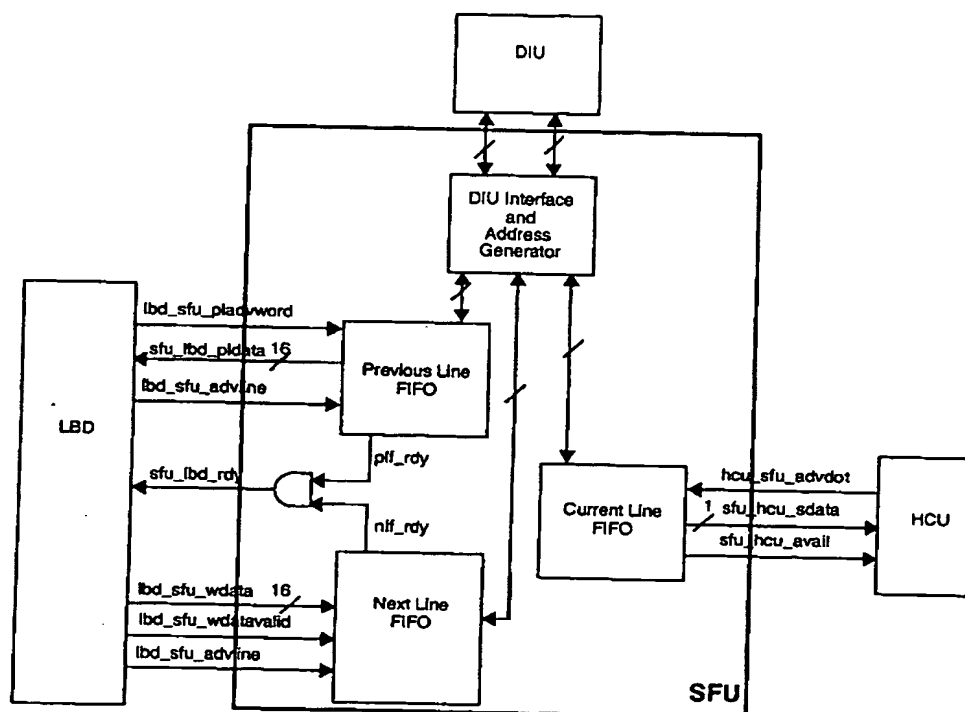 DIU
DIU Interface
and
Address
Generator
lbd_sfu_pladvword
sfu_lbd_pldata 16
lbd_sfu_advline
Previous Line
FIFO
LBD
plf_rdy
sfu_lbd_rdy
nlf_rdy
hcu_sfu_advdot
1 sfu_hcu_sdata
sfu_hcu_avail
Current Line
FIFO
HCU
lbd_sfu_wdata 16
lbd_sfu_wdatavalid
lbd_sfu_advline
Next Line
FIFO
SFU